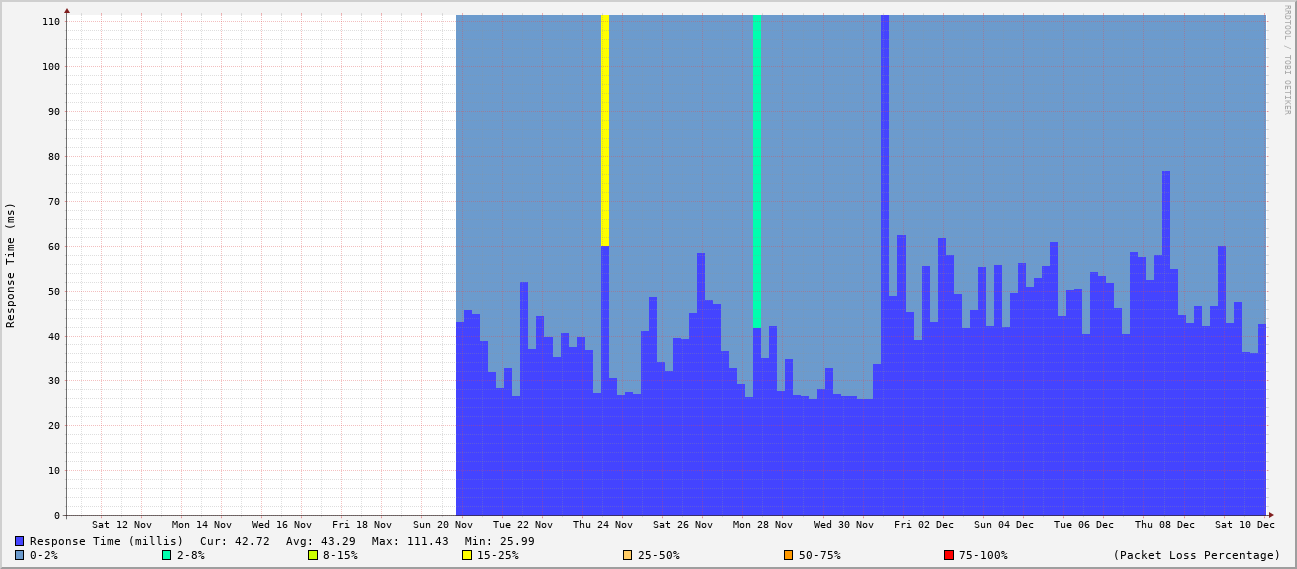 RRDTOOL / TOBI OETIKER
Response Time (ms)
110
100
90
80
70
60
50
40
30
20
10
0
Sat 12 Nov Mon 14 Nov Wed 16 Nov Fri 18 Nov Sun 20 Nov Tue 22 Nov Thu 24 Nov Sat 26 Nov Mon 28 Nov Wed 30 Nov Fri 02 Dec Sun 04 Dec Tue 06 Dec Thu 08 Dec Sat 10 Dec
Response Time (millis) Cur: 42.72 Avg: 43.29 Max: 111.43 Min: 25.99
0-2% 2-8% 8-15% 15-25% 25-50% 50-75% 75-100% (Packet Loss Percentage)